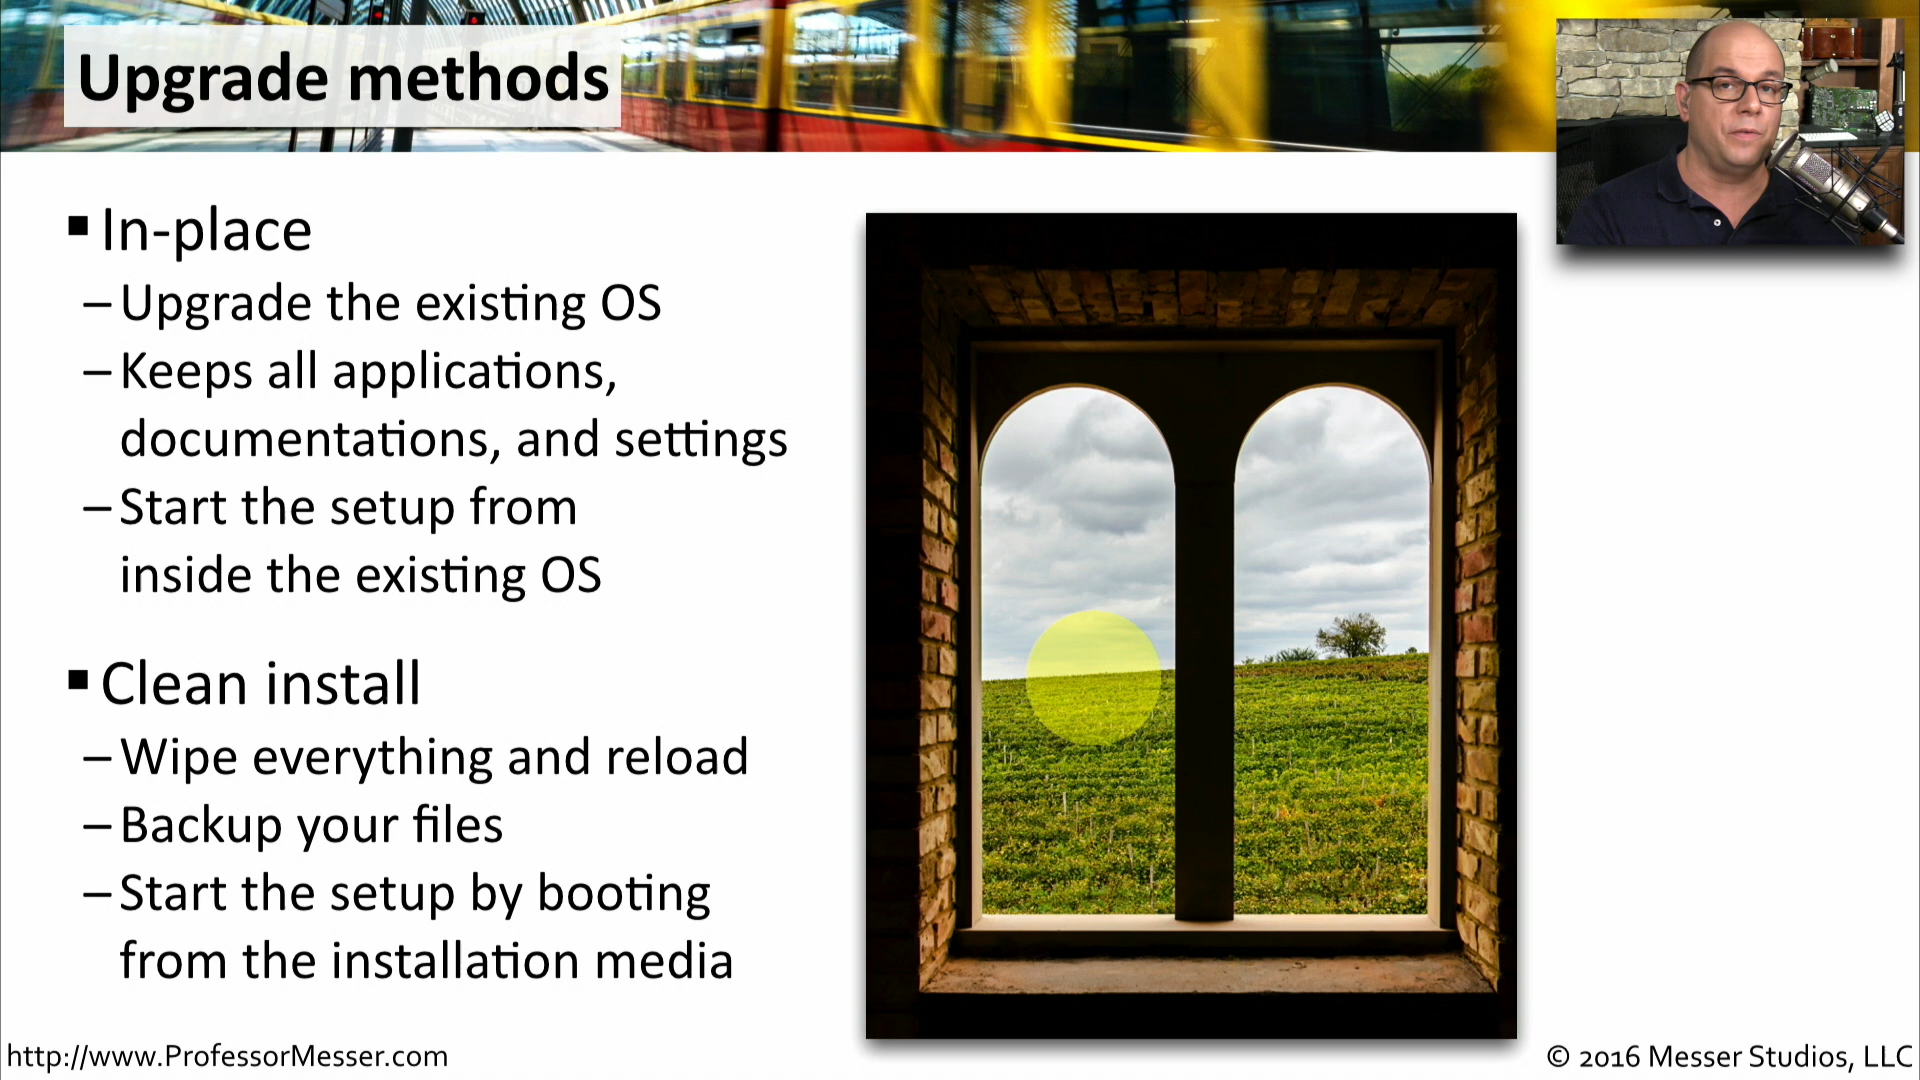 Upgrade methods
▪ In-place
– Upgrade the existing OS
– Keeps all applications,
documentations, and settings
– Start the setup from
inside the existing OS
▪ Clean install
– Wipe everything and reload
– Backup your files
– Start the setup by booting
from the installation media
http://www.ProfessorMesser.com
© 2016 Messer Studios, LLC